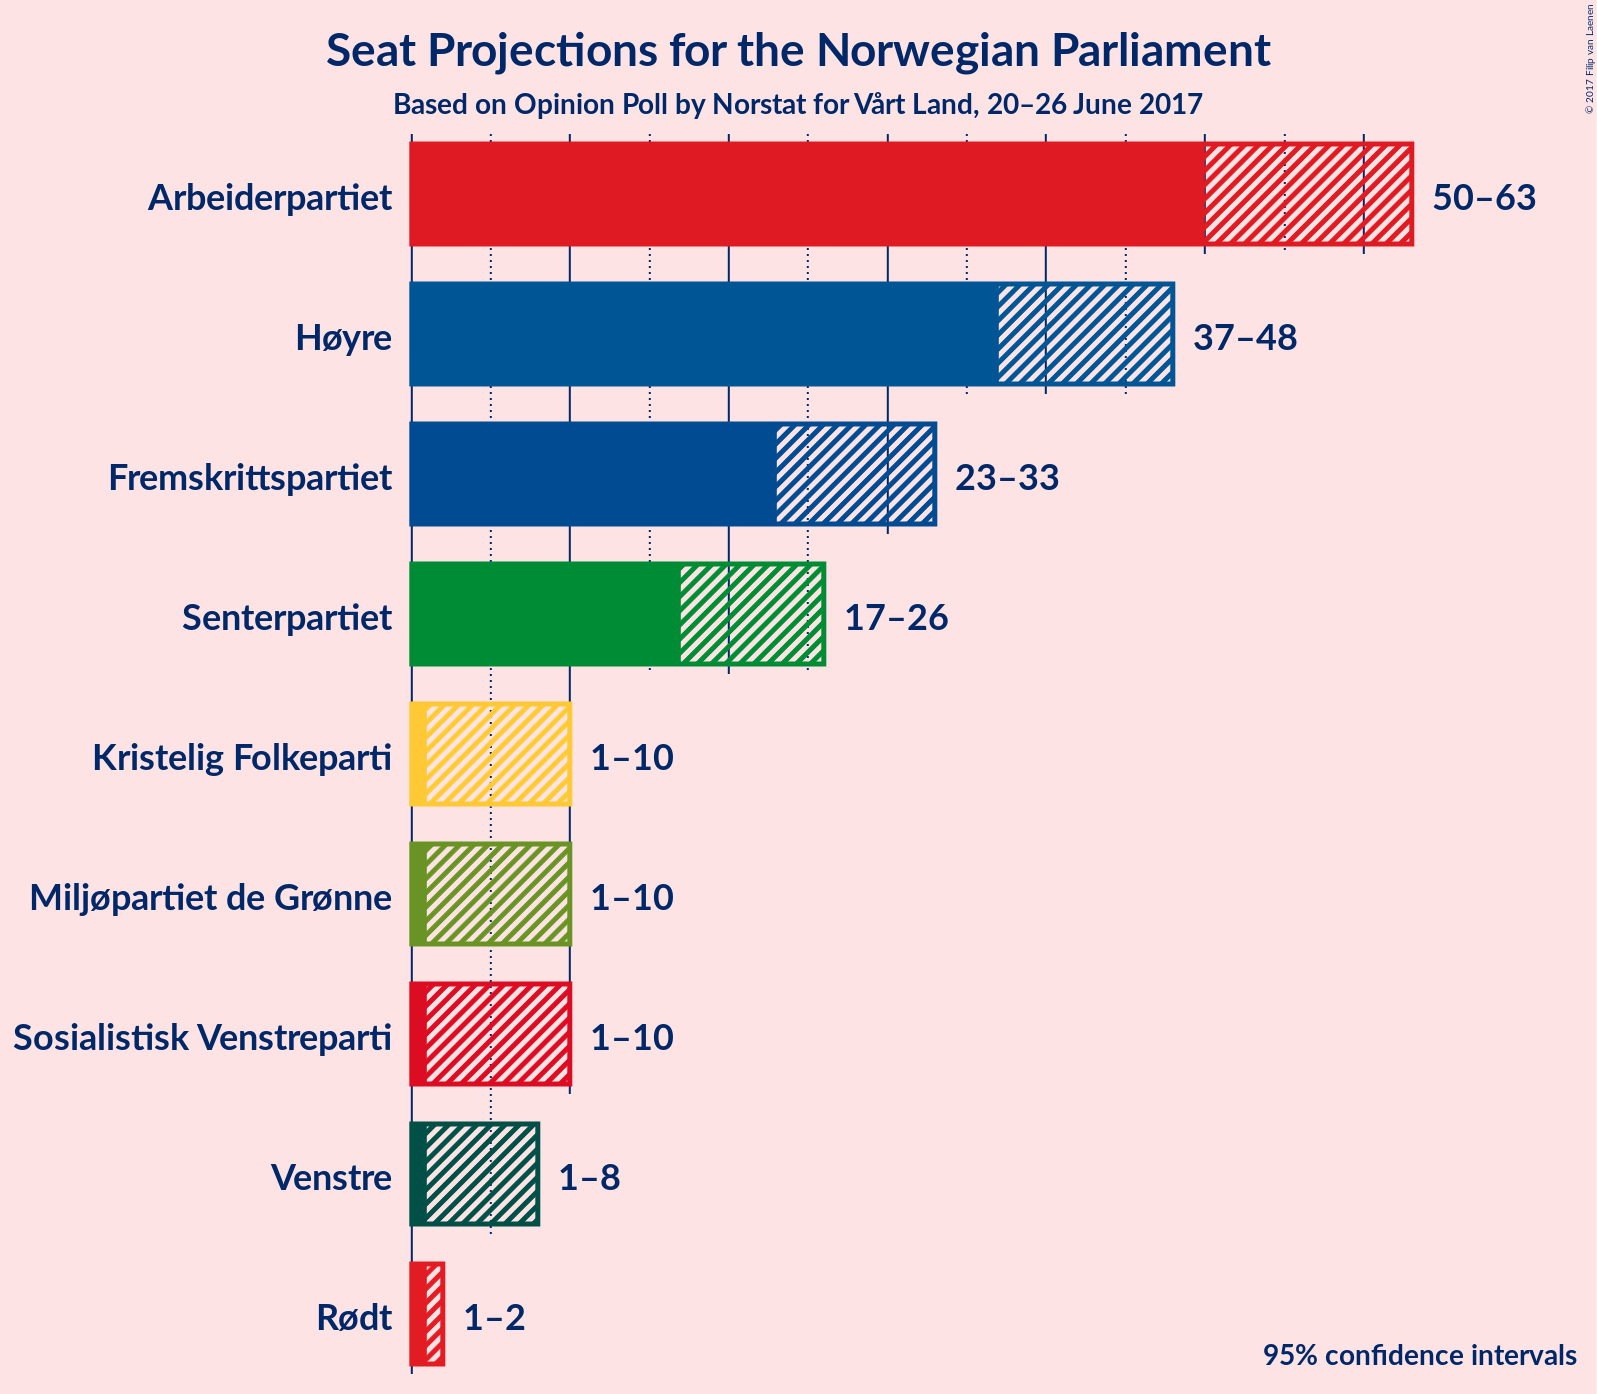 Seat Projections for the Norwegian Parliament
Based on Opinion Poll by Norstat for Vårt Land, 20–26 June 2017
© 2017 Filip van Laenen
Arbeiderpartiet 50–63
Høyre 37–48
Fremskrittspartiet 23–33
Senterpartiet 17–26
Kristelig Folkeparti 1–10
Miljøpartiet de Grønne 1–10
Sosialistisk Venstreparti 1–10
Venstre 1–8
Rødt 1–2
95% confidence intervals